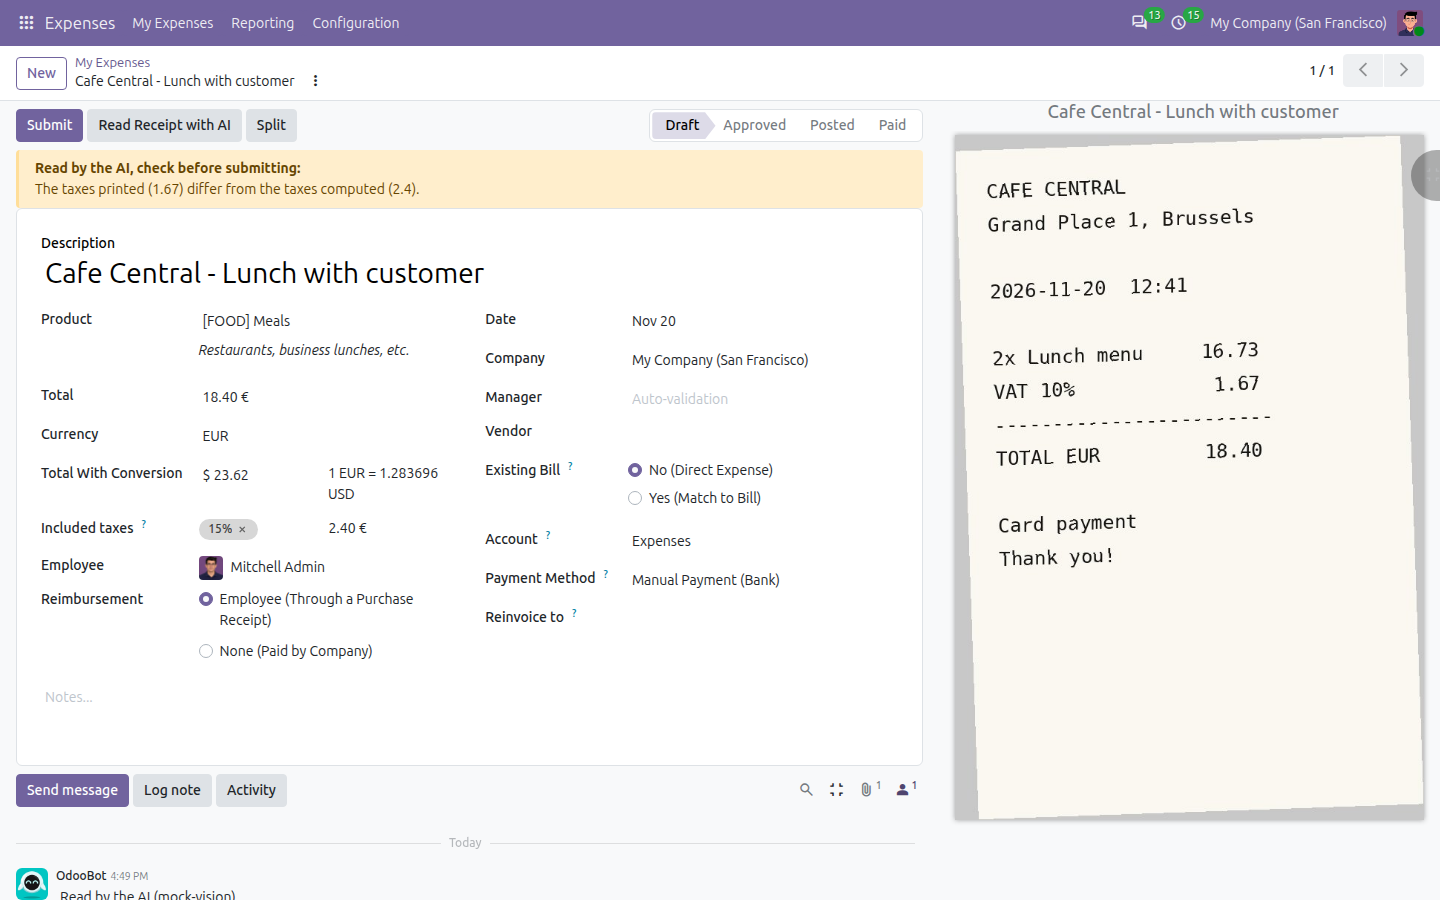 Expenses
My Expenses
Reporting
Configuration
13
15
My Company (San Francisco)
New
My Expenses
Cafe Central - Lunch with customer
1 / 1
Submit
Read Receipt with AI
Split
Draft
Approved
Posted
Paid
Read by the AI, check before submitting:
The taxes printed (1.67) differ from the taxes computed (2.4).
Description
Cafe Central - Lunch with customer
Product
[FOOD] Meals
Restaurants, business lunches, etc.
Total
18.40 €
Currency
EUR
Total With Conversion
$ 23.62
1 EUR = 1.283696
USD
Included taxes ?
15% ×
2.40 €
Employee
Mitchell Admin
Reimbursement
Employee (Through a Purchase
Receipt)
None (Paid by Company)
Date
Nov 20
Company
My Company (San Francisco)
Manager
Auto-validation
Vendor
Existing Bill ?
No (Direct Expense)
Yes (Match to Bill)
Account ?
Expenses
Payment Method ?
Manual Payment (Bank)
Reinvoice to ?
Notes...
Send message
Log note
Activity
1
1
Today
OdooBot 4:49 PM
Read by the AI (mock-vision)
Cafe Central - Lunch with customer
CAFE CENTRAL
Grand Place 1, Brussels
2026-11-20 12:41
2x Lunch menu 16.73
VAT 10% 1.67
------------------------
TOTAL EUR 18.40
Card payment
Thank you!